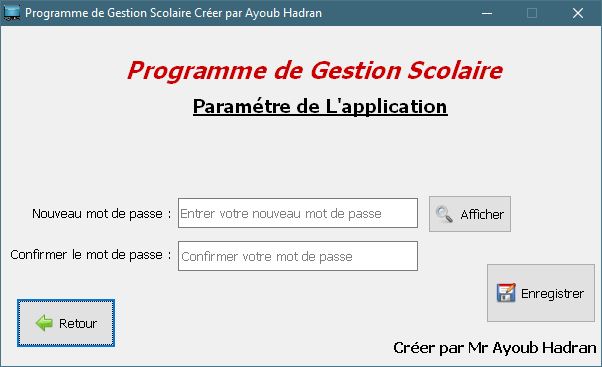 Programme de Gestion Scolaire Créer par Ayoub Hadran
Programme de Gestion Scolaire
Paramétre de L'application
Nouveau mot de passe : Entrer votre nouveau mot de passe Afficher
Confirmer le mot de passe : Confirmer votre mot de passe
Enregistrer
Retour
Créer par Mr Ayoub Hadran